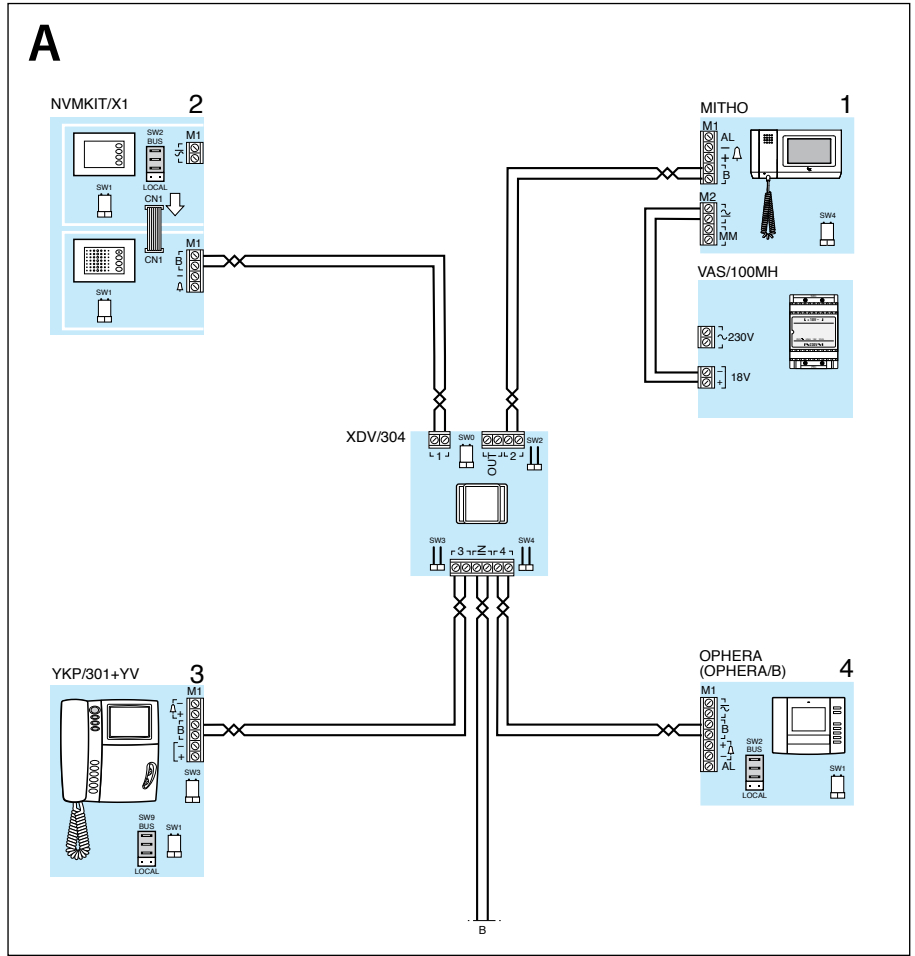 A
NVMKIT/X1
2
SW2
BUS
LOCAL
M1
SW1
CN1
CN1
M1
B
–
SW1
MITHO
1
M1
AL
–
+
B
M2
MM
SW4
VAS/100MH
230V
–
+
18V
XDV/304
1
SW0
OUT
2
SW2
SW3
3
IN
4
SW4
YKP/301+YV
3
M1
–
+
B
–
+
SW3
SW9
BUS
LOCAL
SW1
OPHERA
(OPHERA/B)
4
M1
B
+
–
AL
SW2
BUS
LOCAL
SW1
B